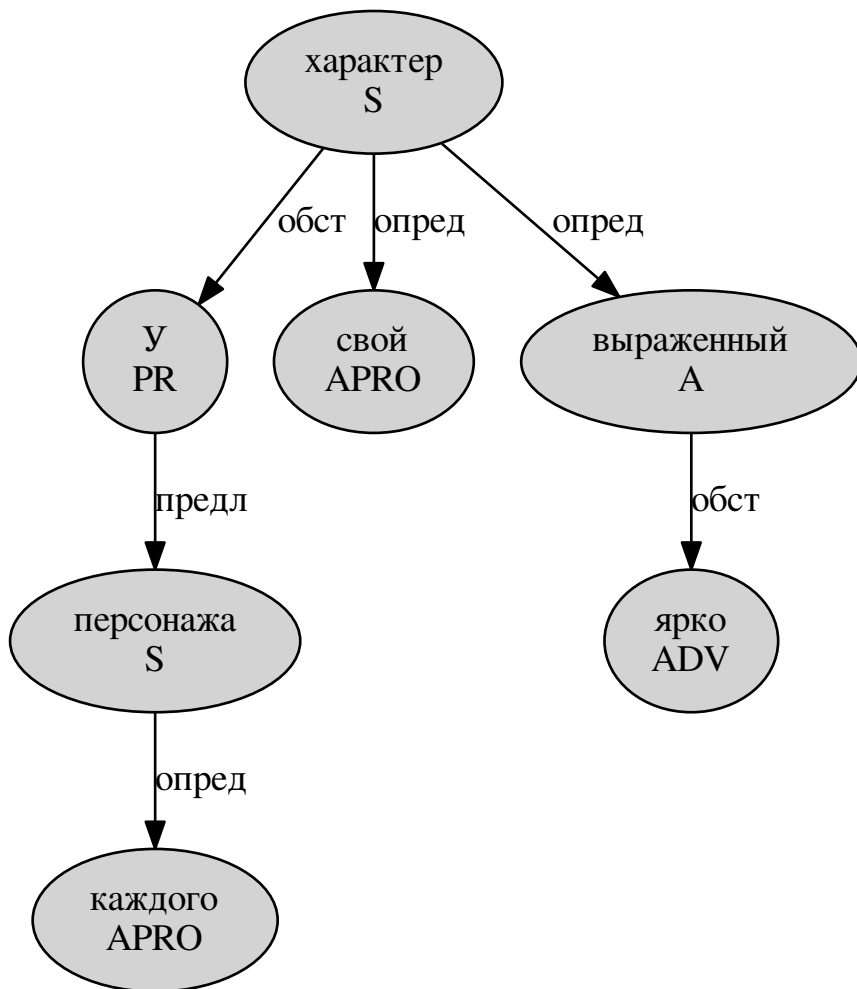 характер
S
обст
опред
опред
У
PR
свой
APRO
выраженный
A
предл
обст
персонажа
S
ярко
ADV
опред
каждого
APRO